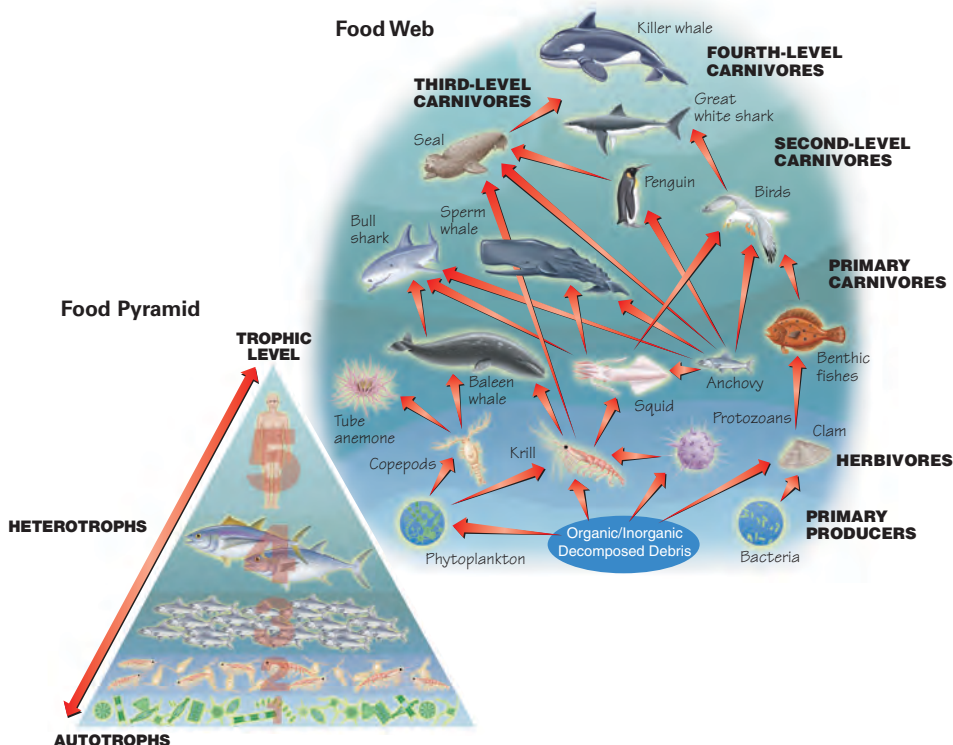 Food Web
Killer whale
FOURTH-LEVEL
CARNIVORES
THIRD-LEVEL
CARNIVORES
Great
white shark
Seal
SECOND-LEVEL
CARNIVORES
Penguin
Birds
Bull
shark
Sperm
whale
PRIMARY
CARNIVORES
Food Pyramid
TROPHIC
LEVEL
Benthic
fishes
Baleen
whale
Anchovy
Squid
Tube
anemone
Protozoans
Clam
Copepods
Krill
HERBIVORES
5
HETEROTROPHS
PRIMARY
PRODUCERS
Organic/Inorganic
Decomposed Debris
Phytoplankton
Bacteria
4
3
2
1
AUTOTROPHS